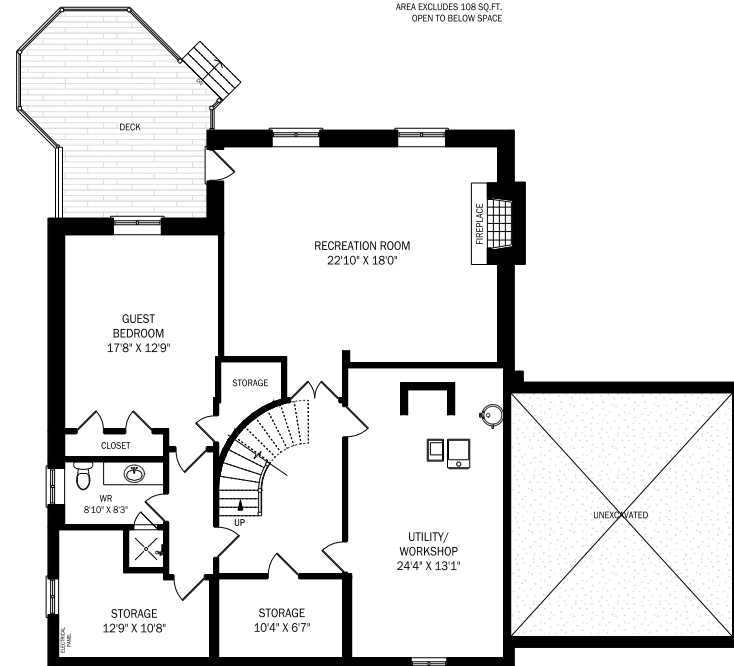 AREA EXCLUDES 108 SQ.FT.
OPEN TO BELOW SPACE
DECK
FIREPLACE
RECREATION ROOM
22'10" X 18'0"
GUEST
BEDROOM
17'8" X 12'9"
STORAGE
CLOSET
WR
8'10" X 8'3"
UP
UNEXCAVATED
UTILITY/
WORKSHOP
24'4" X 13'1"
STORAGE
12'9" X 10'8"
STORAGE
10'4" X 6'7"
ELECTRICAL
PANEL